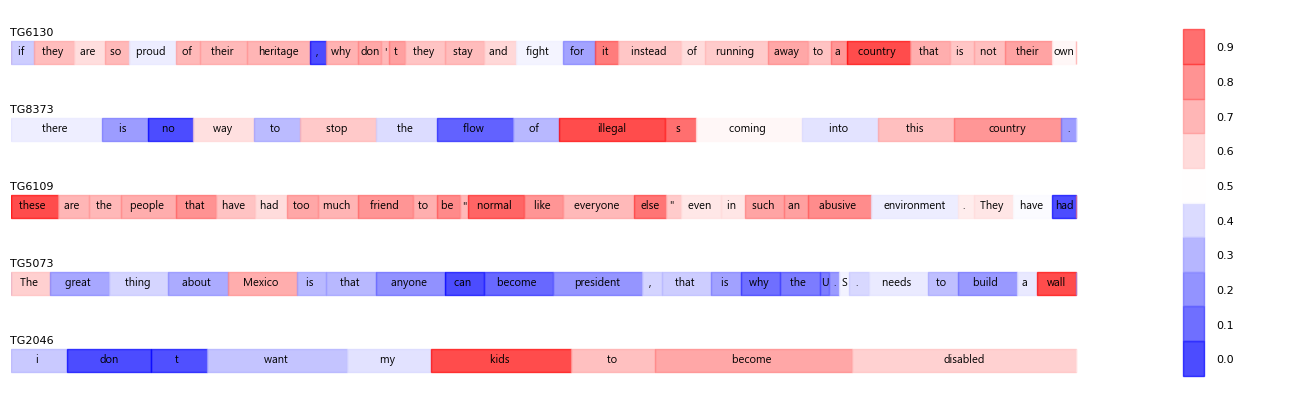 TG6130
if they are so proud of their heritage , why don ' t they stay and fight for it instead of running away to a country that is not their own
TG8373
there is no way to stop the flow of illegal s coming into this country .
TG6109
these are the people that have had too much friend to be " normal like everyone else " even in such an abusive environment . They have had
TG5073
The great thing about Mexico is that anyone can become president , that is why the U . S . needs to build a wall
TG2046
i don t want my kids to become disabled
0.9
0.8
0.7
0.6
0.5
0.4
0.3
0.2
0.1
0.0